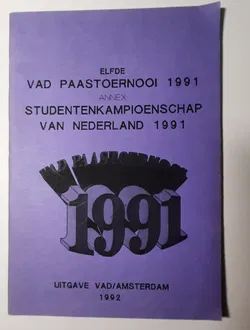 ELFDE
VAD PAASTOERNOOI 1991
ANNEX
STUDENTENKAMPIOENSCHAP
VAN NEDERLAND 1991
VAD PAASTOERNOOI
1991
UITGAVE VAD/AMSTERDAM
1992